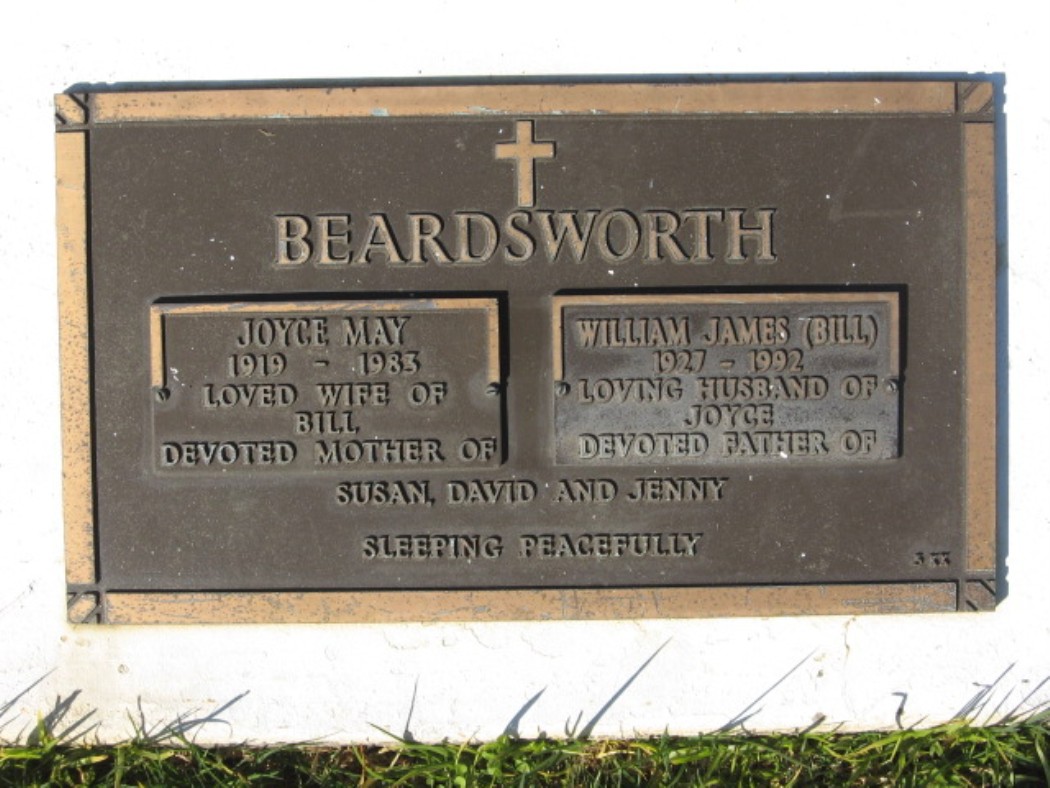 BEARDSWORTH
JOYCE MAY
1919 - 1983
LOVED WIFE OF
BILL,
DEVOTED MOTHER OF
WILLIAM JAMES (BILL)
1927 - 1992
LOVING HUSBAND OF
JOYCE
DEVOTED FATHER OF
SUSAN, DAVID AND JENNY
SLEEPING PEACEFULLY